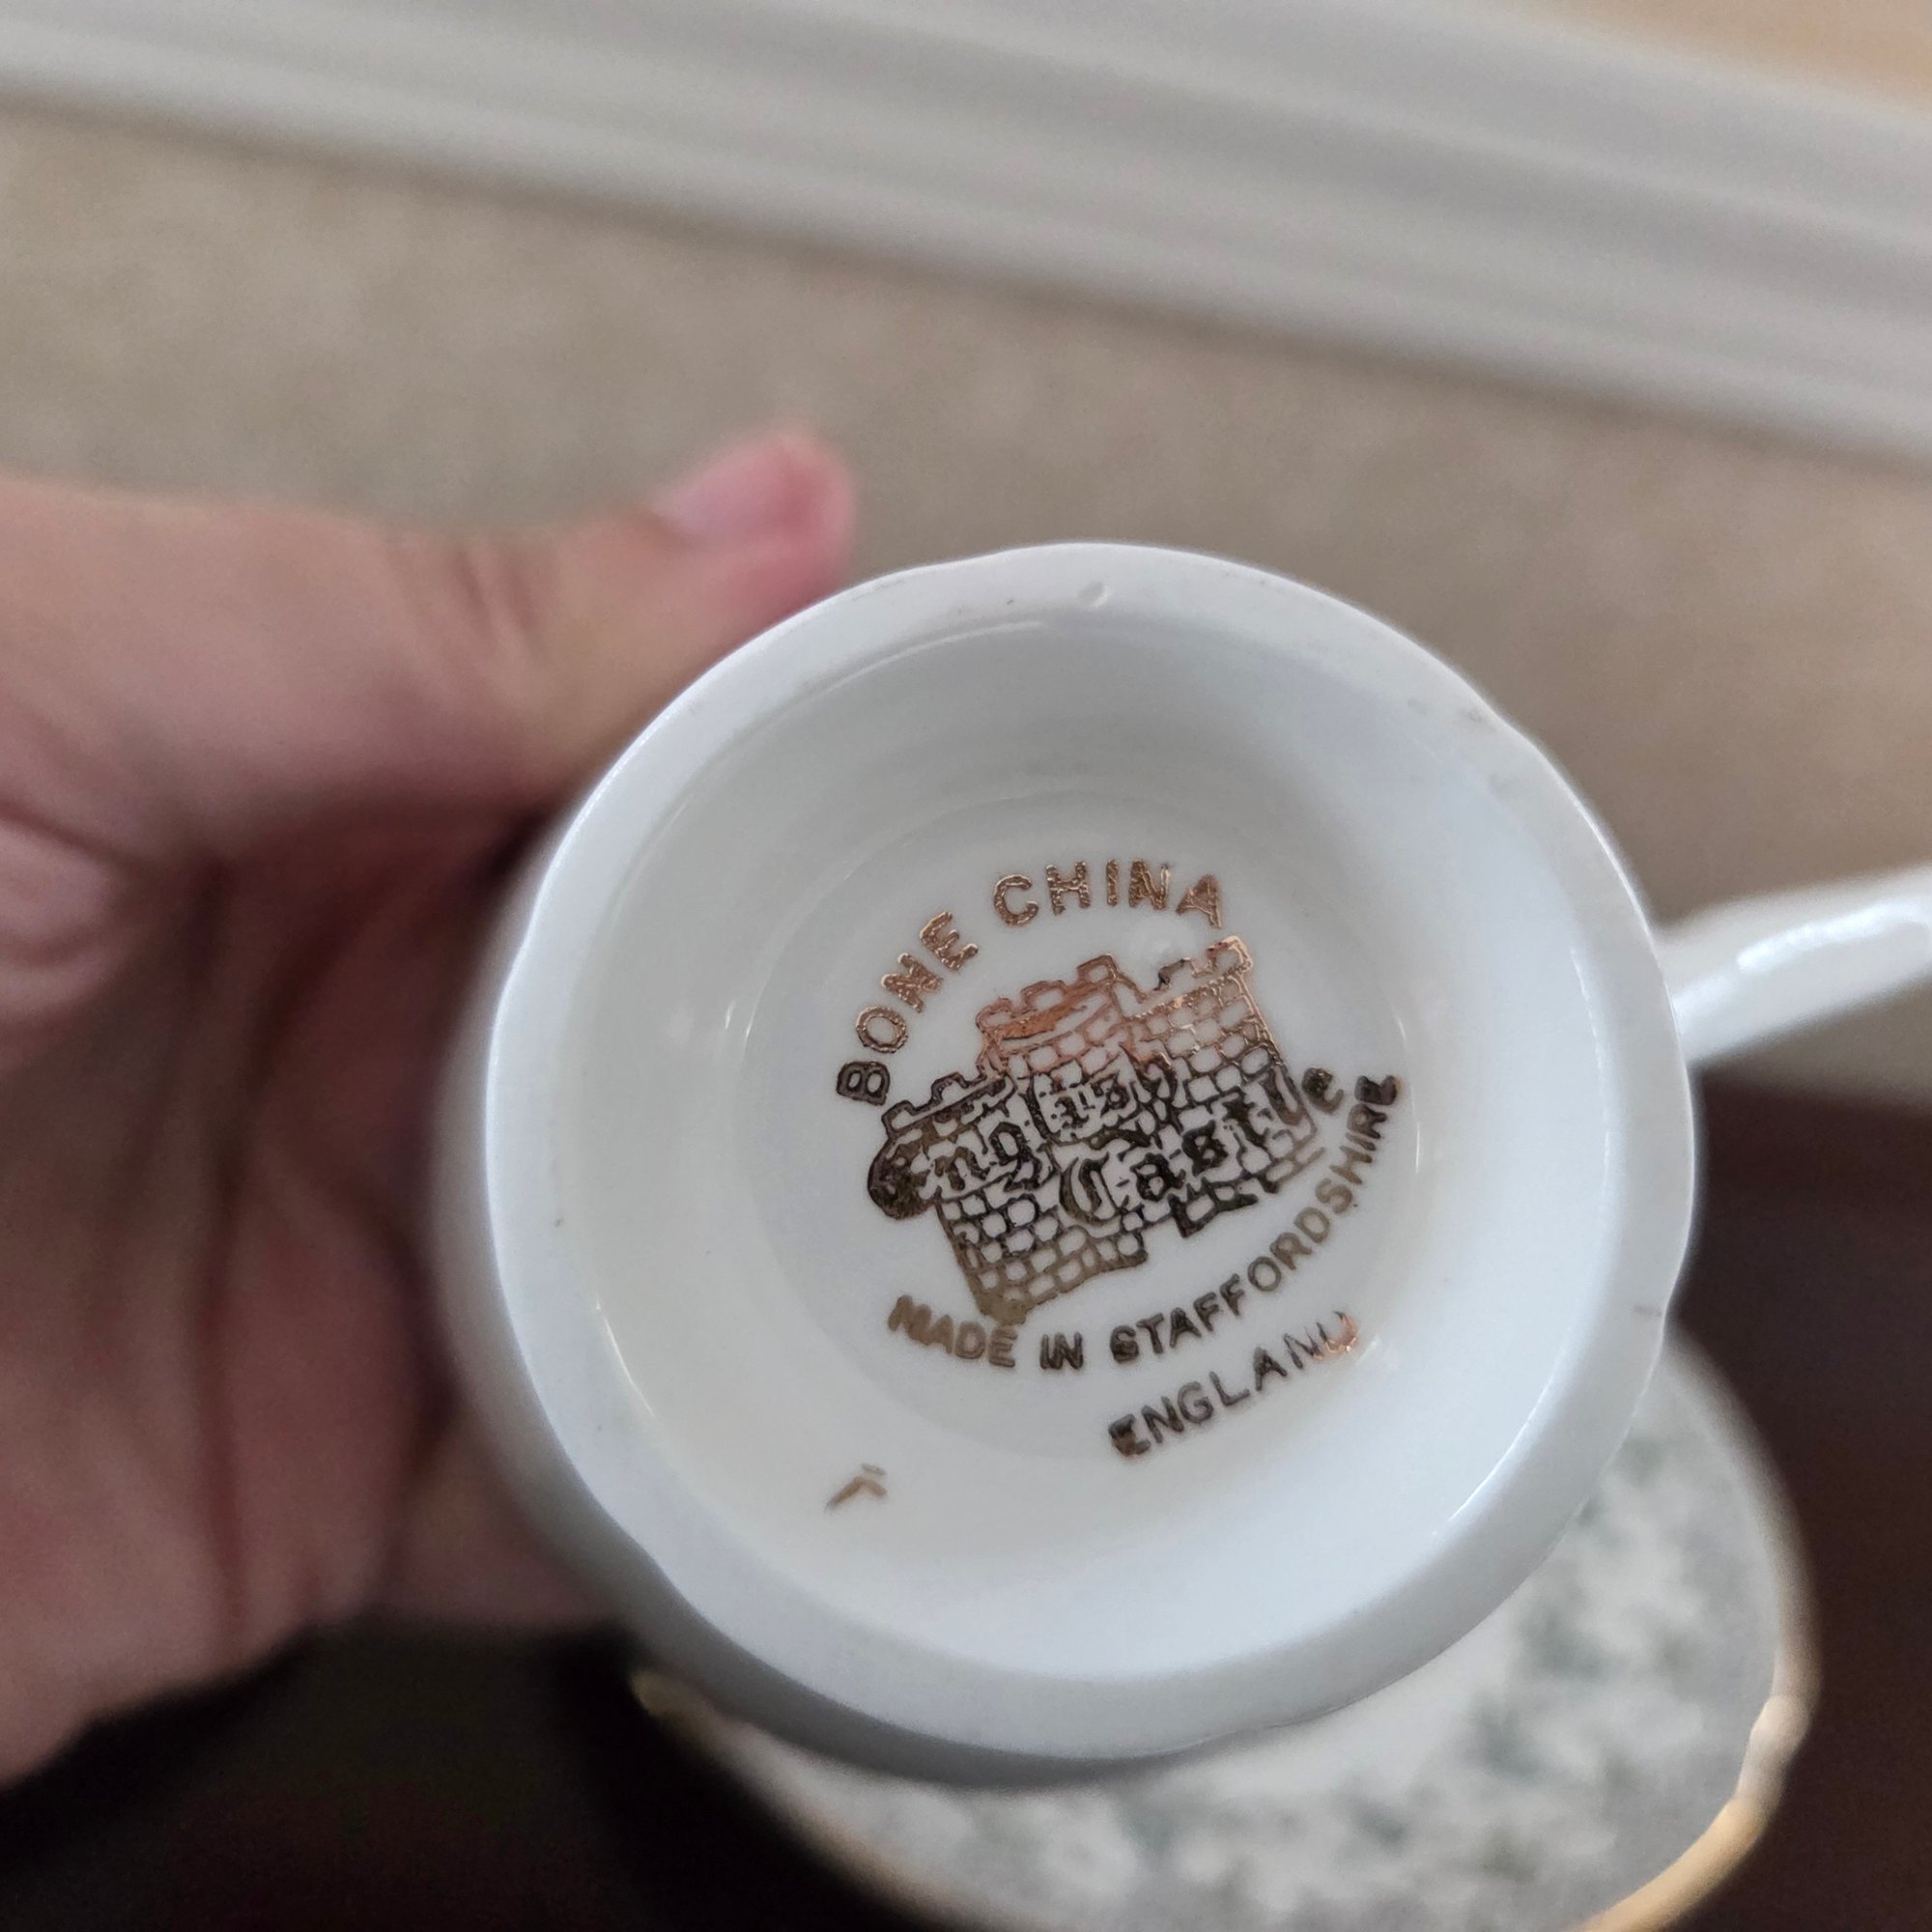 BONE CHINA
English
Castle
MADE IN STAFFORDSHIRE
ENGLAND